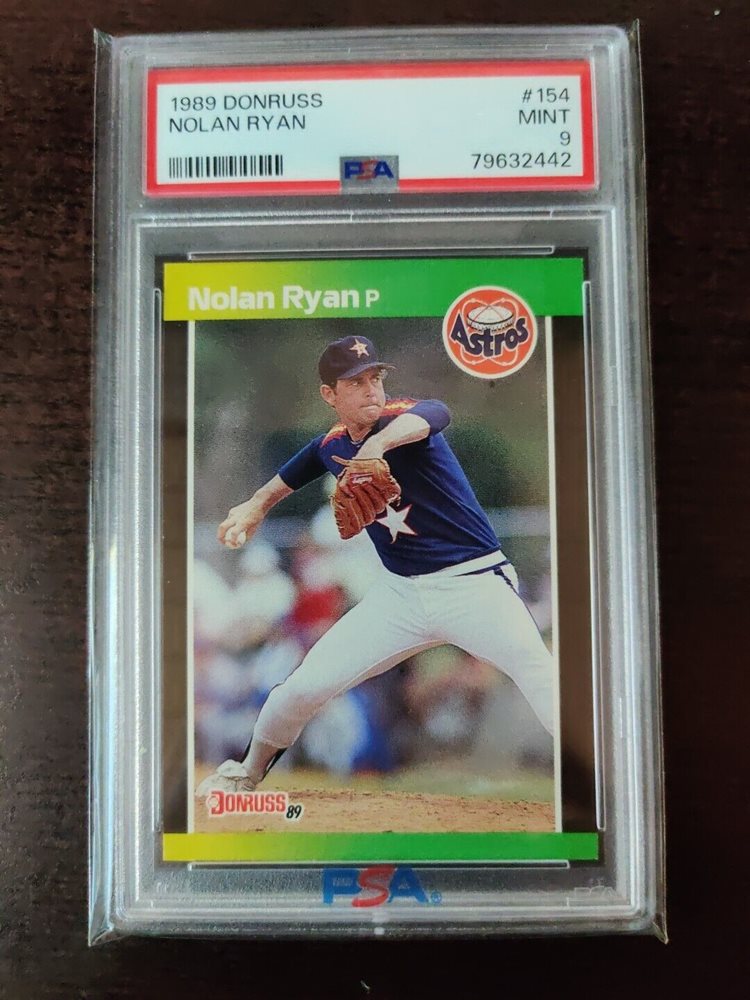 1989 DONRUSS
NOLAN RYAN
#154
MINT
9
79632442
PSA
Nolan Ryan P
Astros
DONRUSS 89
PSA®